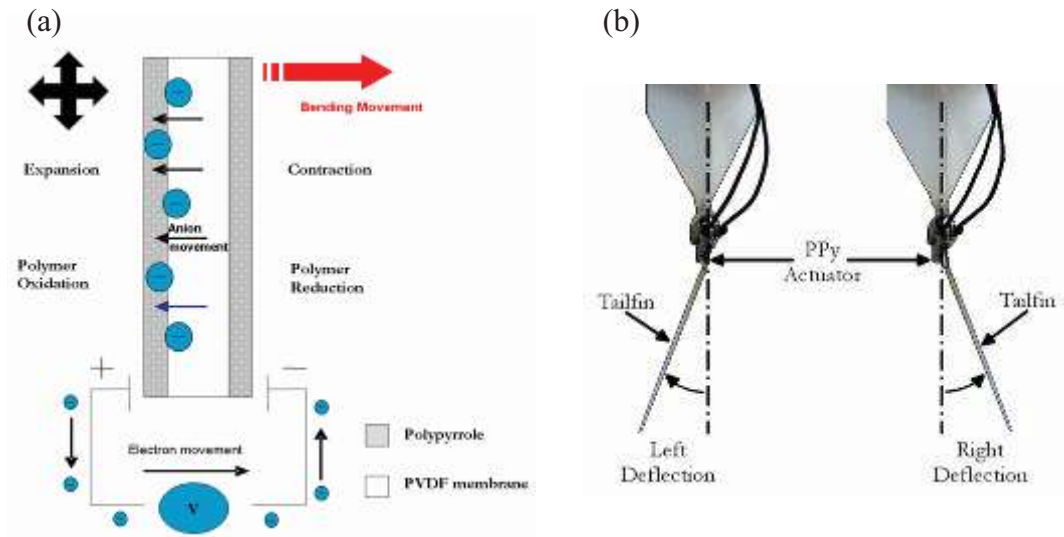 (a)
Bending Movement
Expansion
Contraction
Anion
movement
Polymer
Oxidation
Polymer
Reduction
+
−
Electron movement
V
Polypyrrole
PVDF membrane
(b)
PPy
Actuator
Tailfin
Tailfin
Left
Deflection
Right
Deflection